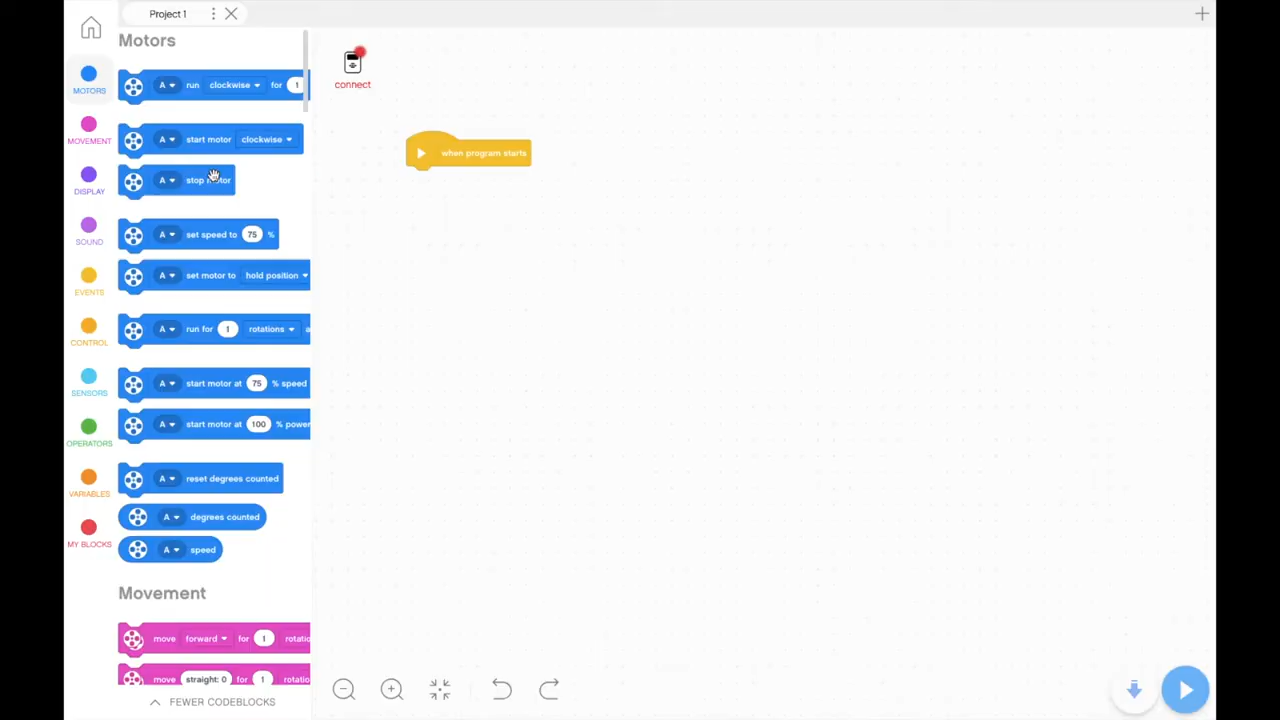 Project 1
Motors
MOTORS
MOVEMENT
DISPLAY
SOUND
EVENTS
CONTROL
SENSORS
OPERATORS
VARIABLES
MY BLOCKS
A run clockwise for 1
A start motor clockwise
A stop motor
A set speed to 75 %
A set motor to hold position
A run for 1 rotations
A start motor at 75 % speed
A start motor at 100 % power
A reset degrees counted
A degrees counted
A speed
Movement
move forward for 1
move straight: 0 for 1
FEWER CODEBLOCKS
connect
when program starts